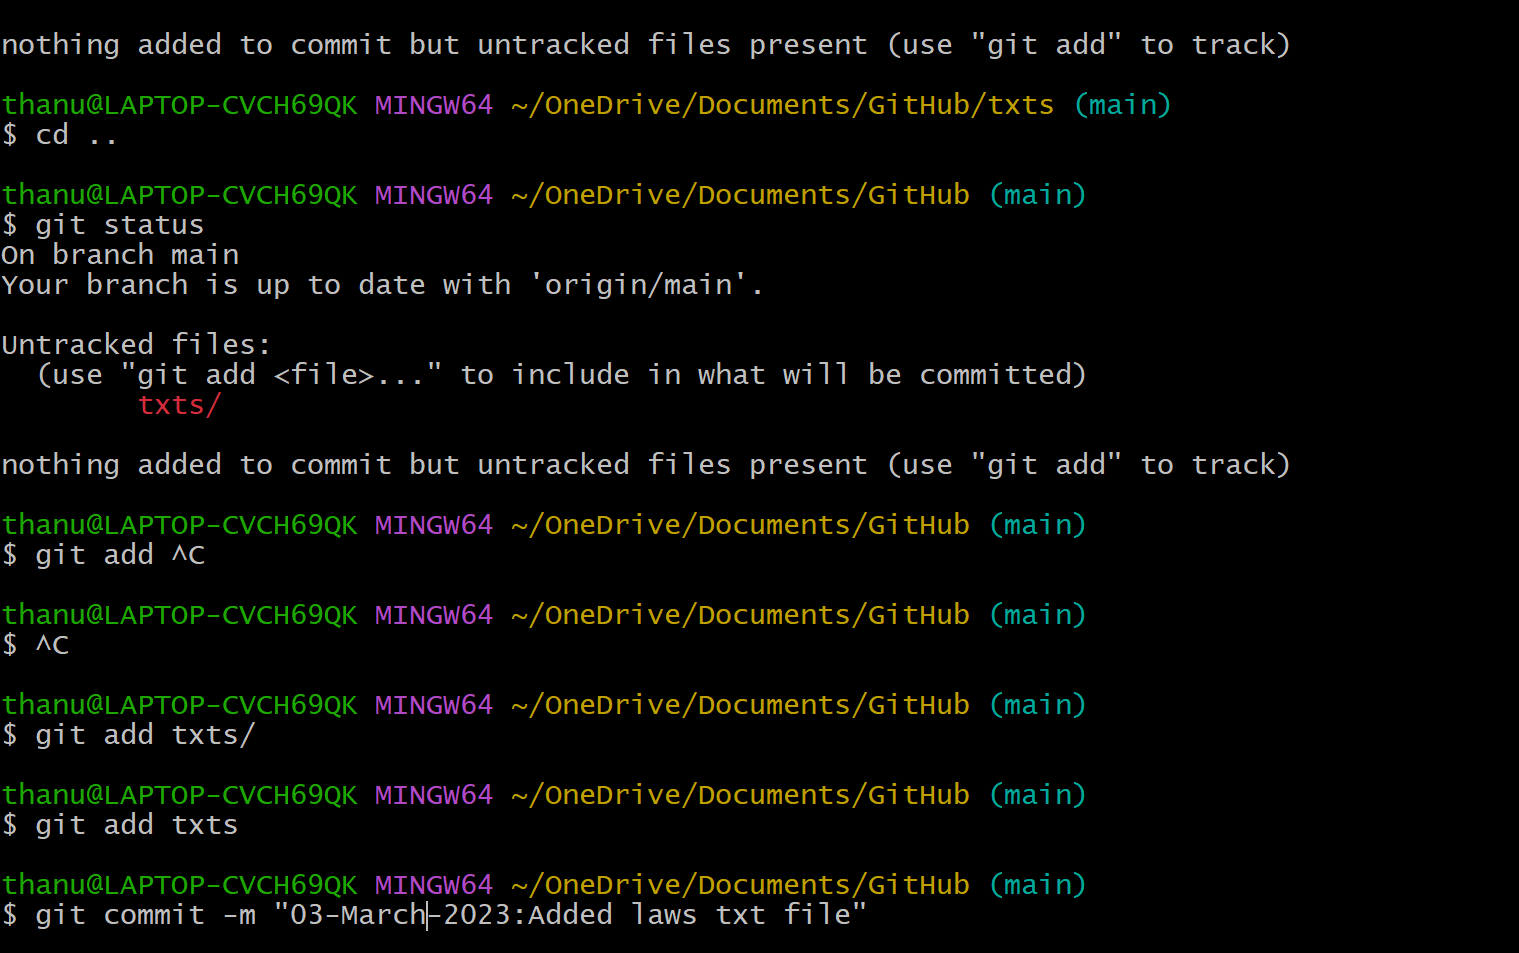 nothing added to commit but untracked files present (use "git add" to track)
thanu@LAPTOP-CVCH69QK MINGW64 ~/OneDrive/Documents/GitHub/txts (main)
$ cd ..
thanu@LAPTOP-CVCH69QK MINGW64 ~/OneDrive/Documents/GitHub (main)
$ git status
On branch main
Your branch is up to date with 'origin/main'.
Untracked files:
  (use "git add <file>..." to include in what will be committed)
        txts/
nothing added to commit but untracked files present (use "git add" to track)
thanu@LAPTOP-CVCH69QK MINGW64 ~/OneDrive/Documents/GitHub (main)
$ git add ^C
thanu@LAPTOP-CVCH69QK MINGW64 ~/OneDrive/Documents/GitHub (main)
$ ^C
thanu@LAPTOP-CVCH69QK MINGW64 ~/OneDrive/Documents/GitHub (main)
$ git add txts/
thanu@LAPTOP-CVCH69QK MINGW64 ~/OneDrive/Documents/GitHub (main)
$ git add txts
thanu@LAPTOP-CVCH69QK MINGW64 ~/OneDrive/Documents/GitHub (main)
$ git commit -m "03-March-2023:Added laws txt file"